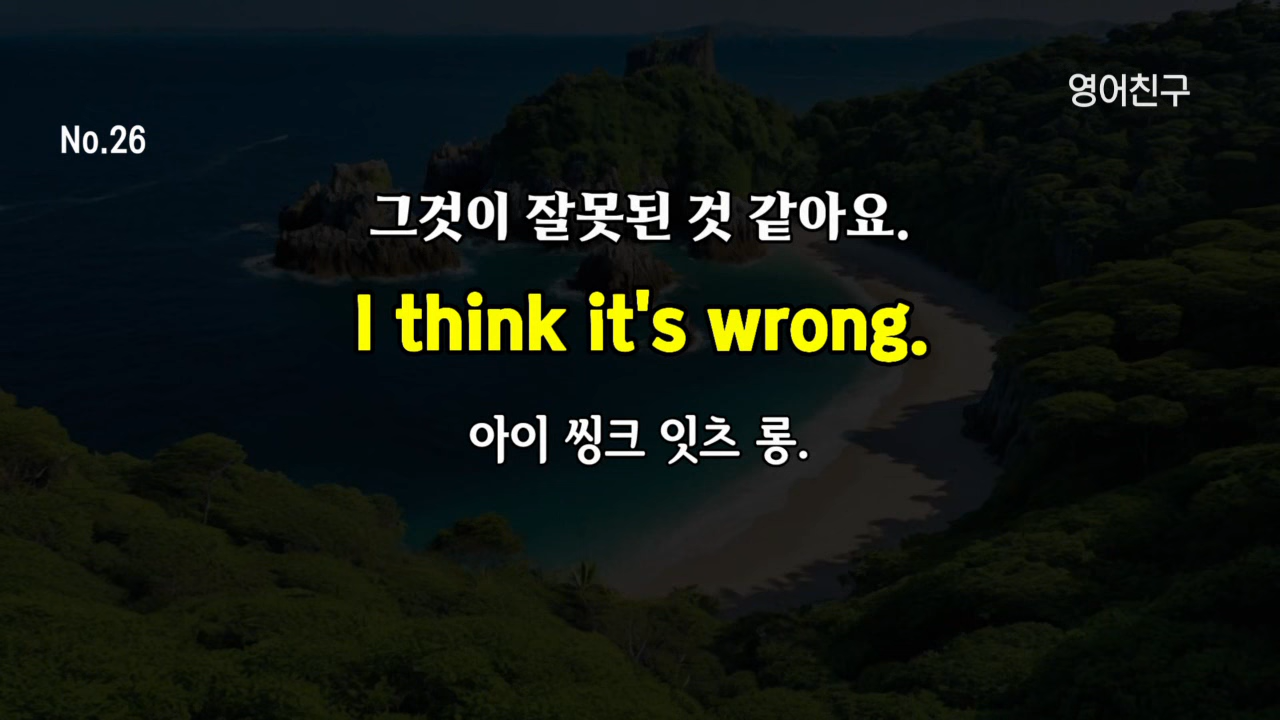 영어친구
No.26
그것이 잘못된 것 같아요.
I think it's wrong.
아이 씽크 잇츠 롱.